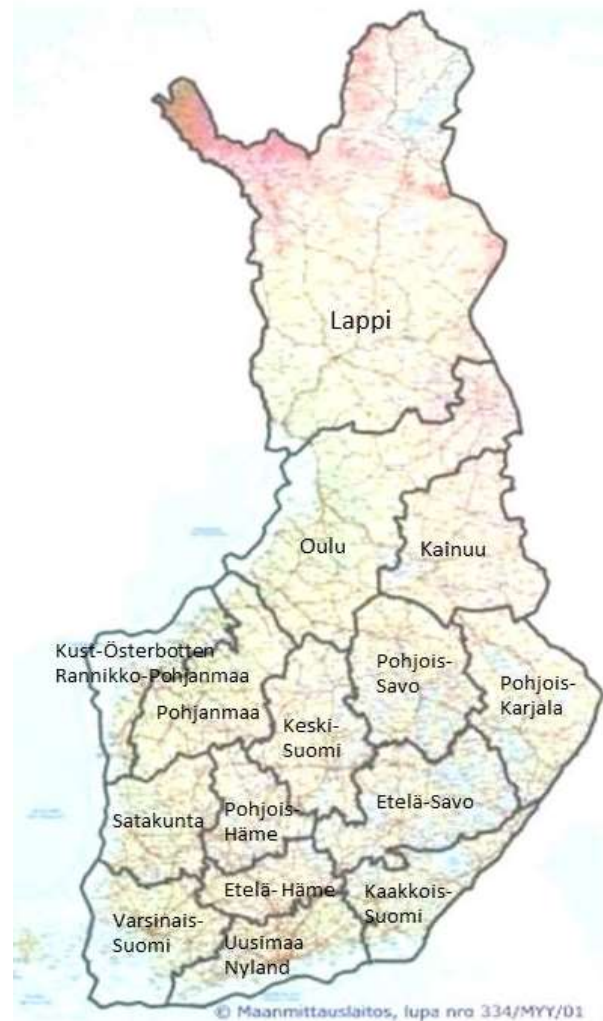 Lappi
Oulu
Kainuu
Kust-Österbotten
Rannikko-Pohjanmaa
Pohjanmaa
Keski-
Suomi
Pohjois-
Savo
Pohjois-
Karjala
Satakunta
Pohjois-
Häme
Etelä-Savo
Etelä-Häme
Kaakkois-
Suomi
Varsinais-
Suomi
Uusimaa
Nyland
© Maanmittauslaitos, lupa nro 334/MYY/01